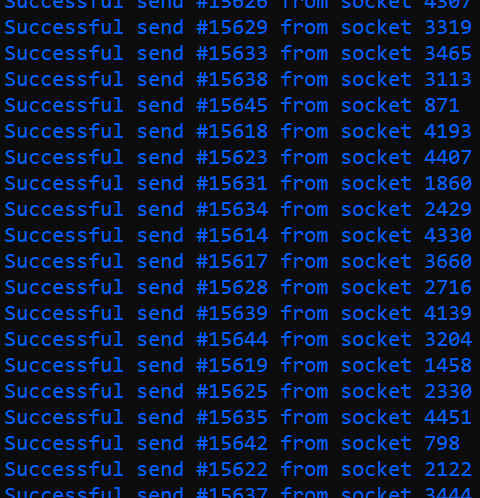 Successful send #15626 from socket 4307
Successful send #15629 from socket 3319
Successful send #15633 from socket 3465
Successful send #15638 from socket 3113
Successful send #15645 from socket 871
Successful send #15618 from socket 4193
Successful send #15623 from socket 4407
Successful send #15631 from socket 1860
Successful send #15634 from socket 2429
Successful send #15614 from socket 4330
Successful send #15617 from socket 3660
Successful send #15628 from socket 2716
Successful send #15639 from socket 4139
Successful send #15644 from socket 3204
Successful send #15619 from socket 1458
Successful send #15625 from socket 2330
Successful send #15635 from socket 4451
Successful send #15642 from socket 798
Successful send #15622 from socket 2122
Successful send #15637 from socket 3444